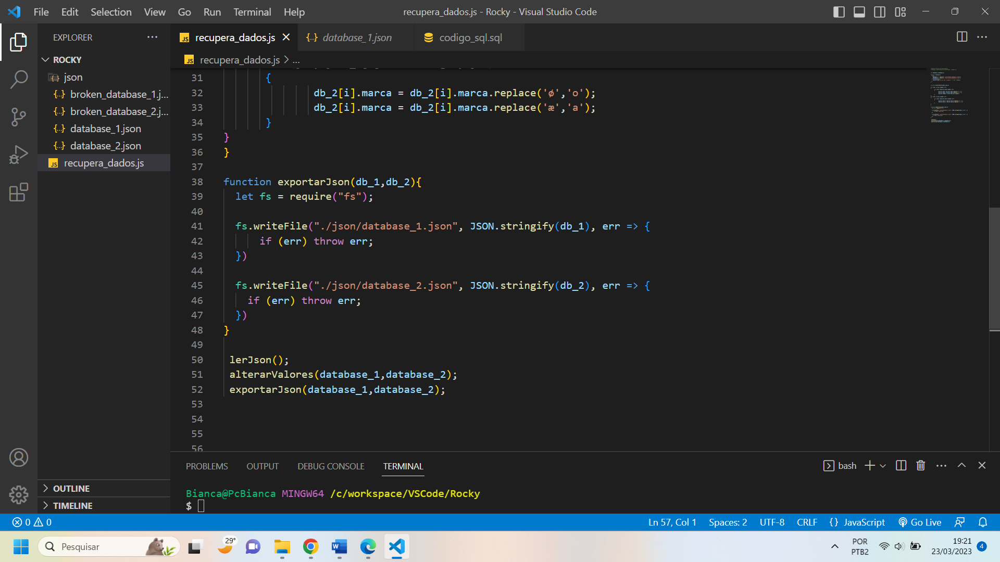 File Edit Selection View Go Run Terminal Help
recupera_dados.js - Rocky - Visual Studio Code
EXPLORER
ROCKY
json
broken_database_1.j...
broken_database_2.j...
database_1.json
database_2.json
recupera_dados.js
OUTLINE
TIMELINE
recupera_dados.js
database_1.json
codigo_sql.sql
recupera_dados.js > ...
31 {
32 db_2[i].marca = db_2[i].marca.replace('ø','o');
33 db_2[i].marca = db_2[i].marca.replace('æ','a');
34 }
35 }
36 }
37
38 function exportarJson(db_1,db_2){
39 let fs = require("fs");
40
41 fs.writeFile("./json/database_1.json", JSON.stringify(db_1), err => {
42 if (err) throw err;
43 })
44
45 fs.writeFile("./json/database_2.json", JSON.stringify(db_2), err => {
46 if (err) throw err;
47 })
48 }
49
50 lerJson();
51 alterarValores(database_1,database_2);
52 exportarJson(database_1,database_2);
53
54
55
56
PROBLEMS OUTPUT DEBUG CONSOLE TERMINAL
bash
Bianca@PcBianca MINGW64 /c/workspace/VSCode/Rocky
$
0 0
Ln 57, Col 1 Spaces: 2 UTF-8 CRLF {} JavaScript Go Live
Pesquisar
29°
POR
PTB2
19:21
23/03/2023
4